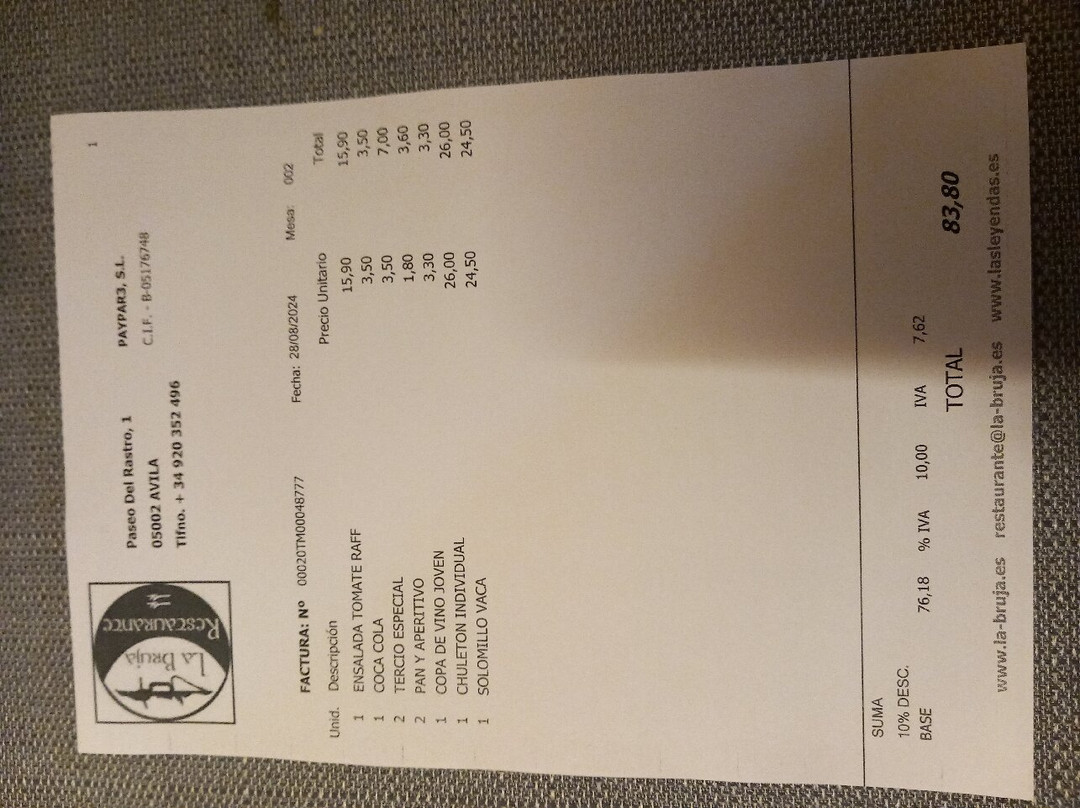 La Bruja
Restaurante
1
Paseo Del Rastro, 1 PAYPAR3, S.L.
05002 AVILA C.I.F. - B-05176748
Tlfno. + 34 920 352 496
FACTURA: Nº 00020TM00048777 Fecha: 28/08/2024 Mesa: 002
Unid. Descripción Precio Unitario Total
1 ENSALADA TOMATE RAFF 15,90 15,90
1 COCA COLA 3,50 3,50
2 TERCIO ESPECIAL 3,50 7,00
2 PAN Y APERITIVO 1,80 3,60
1 COPA DE VINO JOVEN 3,30 3,30
1 CHULETON INDIVIDUAL 26,00 26,00
1 SOLOMILLO VACA 24,50 24,50
SUMA
10% DESC.
BASE 76,18 % IVA 10,00 IVA 7,62
TOTAL 83,80
www.la-bruja.es restaurante@la-bruja.es www.lasleyendas.es